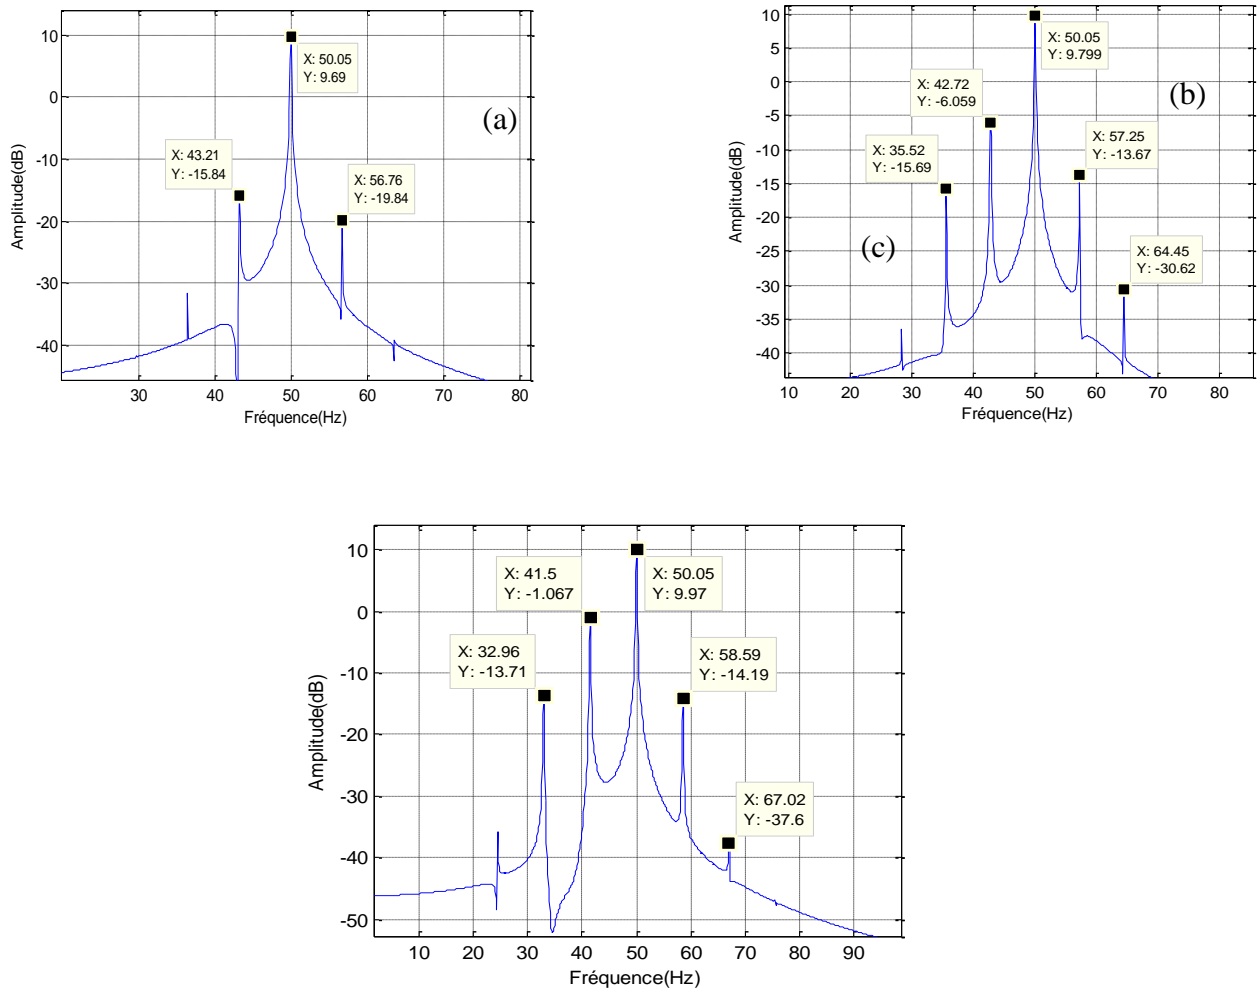 10
0
-10
-20
-30
-40
30
40
50
60
70
80
Amplitude(dB)
Fréquence(Hz)
X: 50.05
Y: 9.69
X: 43.21
Y: -15.84
X: 56.76
Y: -19.84
(a)
10
5
0
-5
-10
-15
-20
-25
-30
-35
-40
10
20
30
40
50
60
70
80
Amplitude(dB)
Fréquence(Hz)
X: 50.05
Y: 9.799
X: 42.72
Y: -6.059
X: 35.52
Y: -15.69
X: 57.25
Y: -13.67
X: 64.45
Y: -30.62
(b)
(c)
10
0
-10
-20
-30
-40
-50
10
20
30
40
50
60
70
80
90
Amplitude(dB)
Fréquence(Hz)
X: 41.5
Y: -1.067
X: 50.05
Y: 9.97
X: 32.96
Y: -13.71
X: 58.59
Y: -14.19
X: 67.02
Y: -37.6